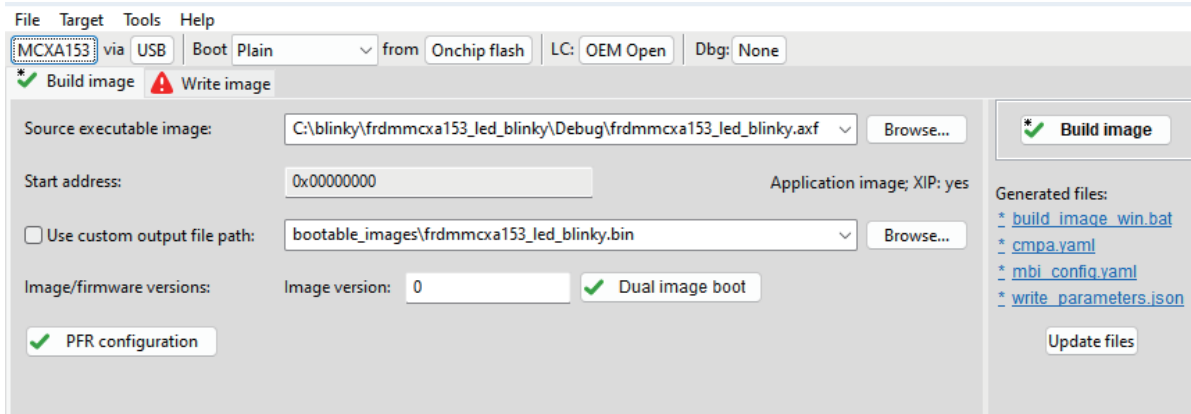 File Target Tools Help
MCXA153 via USB Boot Plain from Onchip flash LC: OEM Open Dbg: None
* Build image Write image
Source executable image: C:\blinky\frdmmcxa153_led_blinky\Debug\frdmmcxa153_led_blinky.axf Browse...
Start address: 0x00000000 Application image; XIP: yes
Use custom output file path: bootable_images\frdmmcxa153_led_blinky.bin Browse...
Image/firmware versions: Image version: 0 Dual image boot
PFR configuration
* Build image
Generated files:
* build_image_win.bat
* cmpa.yaml
* mbi_config.yaml
* write_parameters.json
Update files